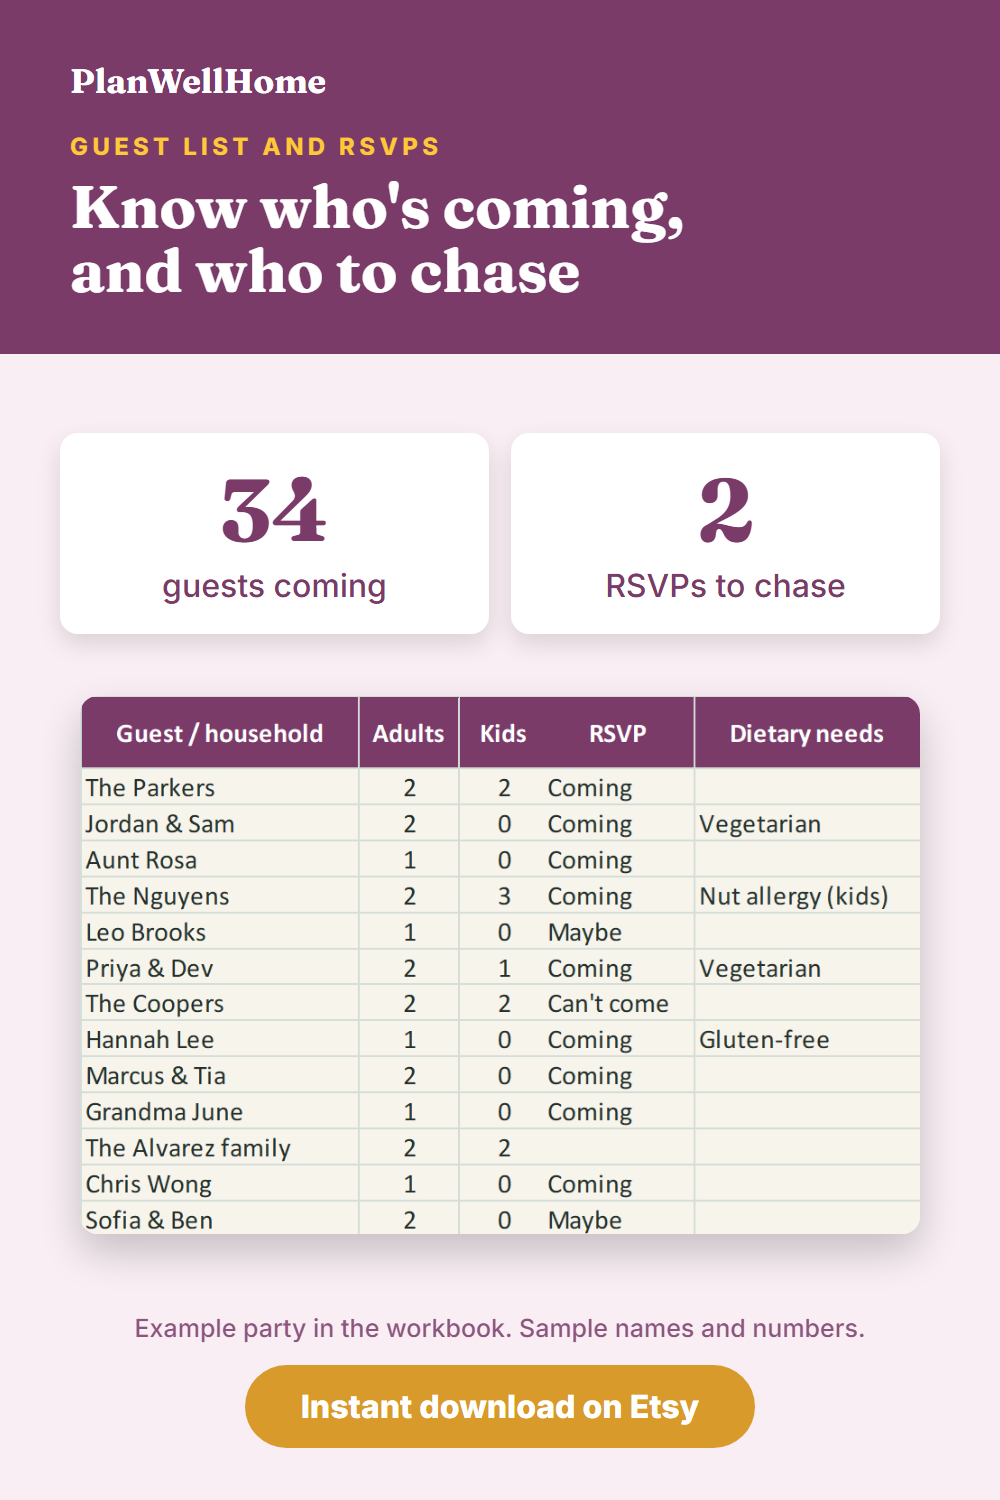 PlanWellHome
GUEST LIST AND RSVPS
Know who's coming,
and who to chase
34
guests coming
2
RSVPs to chase
Guest / household Adults Kids RSVP Dietary needs
The Parkers 2 2 Coming
Jordan & Sam 2 0 Coming Vegetarian
Aunt Rosa 1 0 Coming
The Nguyens 2 3 Coming Nut allergy (kids)
Leo Brooks 1 0 Maybe
Priya & Dev 2 1 Coming Vegetarian
The Coopers 2 2 Can't come
Hannah Lee 1 0 Coming Gluten-free
Marcus & Tia 2 0 Coming
Grandma June 1 0 Coming
The Alvarez family 2 2
Chris Wong 1 0 Coming
Sofia & Ben 2 0 Maybe
Example party in the workbook. Sample names and numbers.
Instant download on Etsy